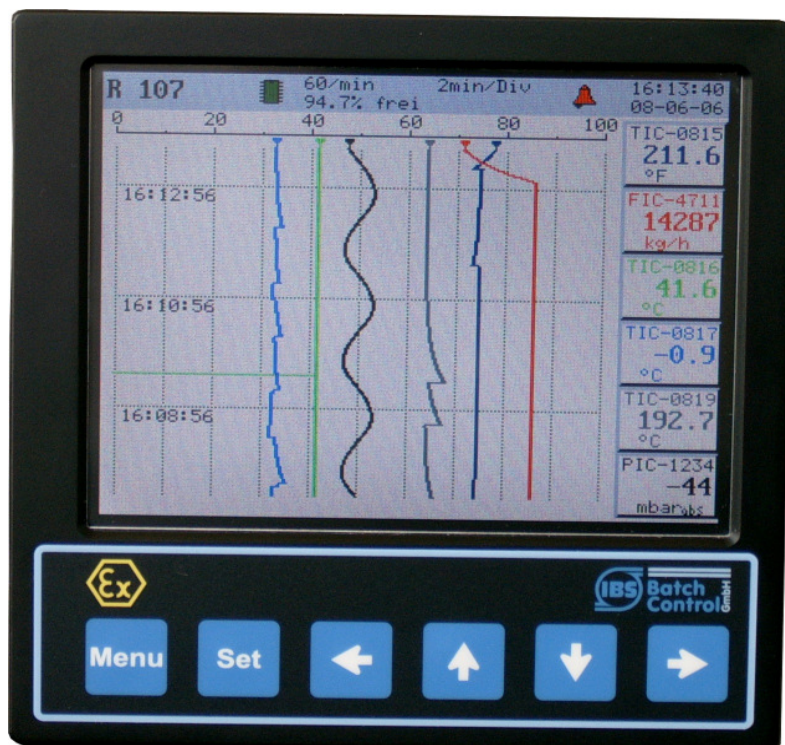 R 107
60/min
94.7% frei
2min/Div
16:13:40
08-06-06
0 20 40 60 80 100
TIC-0815
211.6
°F
16:12:56
FIC-4711
14287
kg/h
TIC-0816
41.6
°C
16:10:56
TIC-0817
-0.9
°C
TIC-0819
192.7
°C
16:08:56
PIC-1234
-44
mbarabs
Ex
IBS Batch
Control GmbH
Menu Set